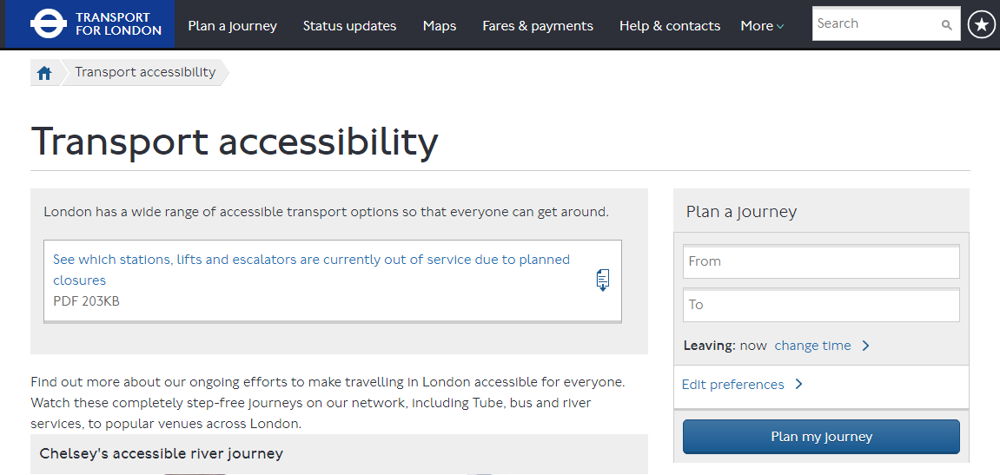 TRANSPORT
FOR LONDON
Plan a journey
Status updates
Maps
Fares & payments
Help & contacts
More
Search
Transport accessibility
Transport accessibility
London has a wide range of accessible transport options so that everyone can get around.
See which stations, lifts and escalators are currently out of service due to planned
closures
PDF 203KB
Find out more about our ongoing efforts to make travelling in London accessible for everyone.
Watch these completely step-free journeys on our network, including Tube, bus and river
services, to popular venues across London.
Chelsey's accessible river journey
Plan a journey
From
To
Leaving: now change time
Edit preferences
Plan my journey